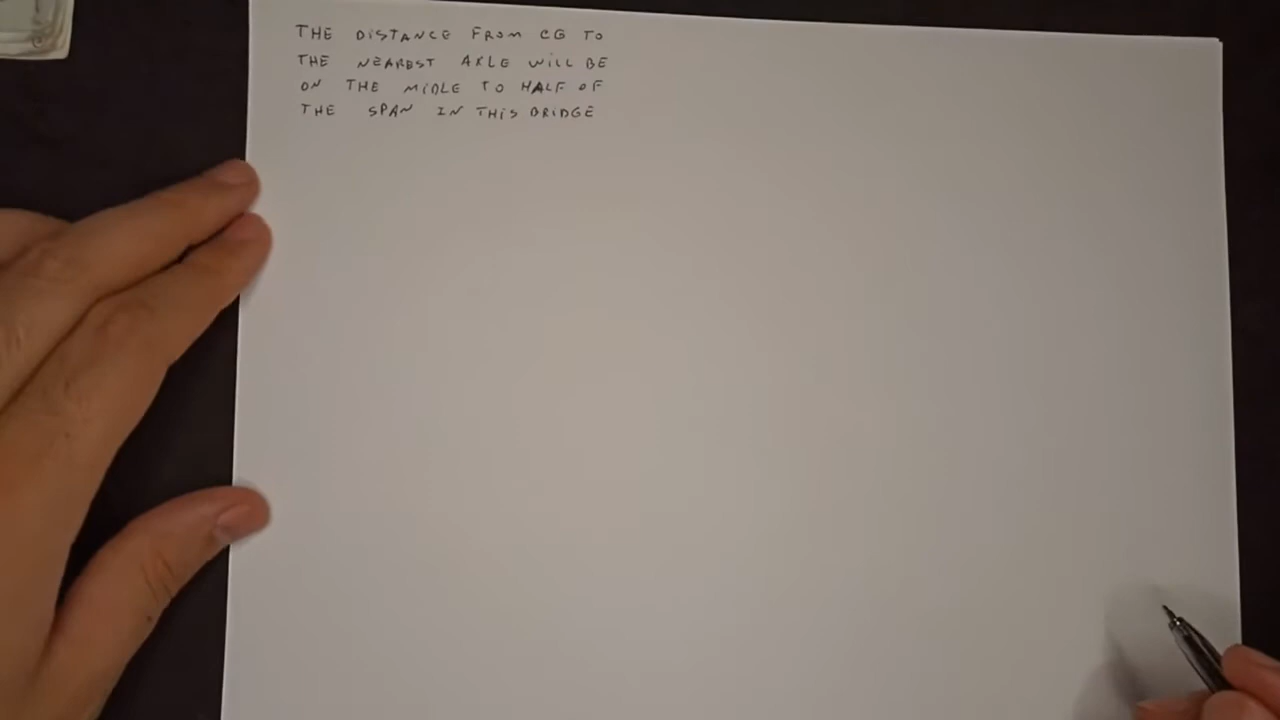 THE DISTANCE FROM CG TO
THE NEAREST AXLE WILL BE
ON THE MIDLE TO HALF OF
THE SPAN IN THIS BRIDGE